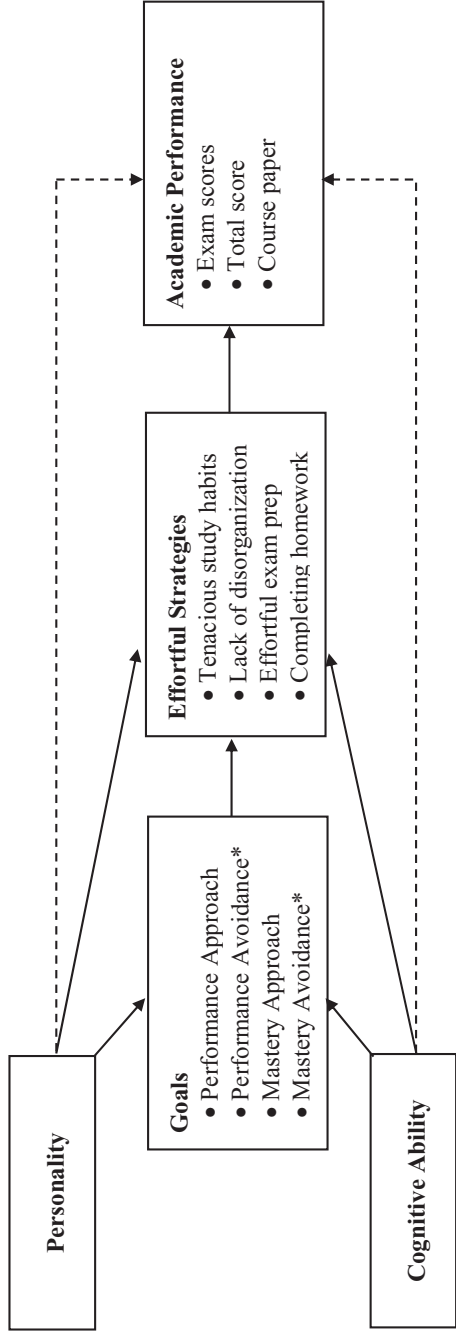 Personality
Cognitive Ability
Goals
• Performance Approach
• Performance Avoidance*
• Mastery Approach
• Mastery Avoidance*
Effortful Strategies
• Tenacious study habits
• Lack of disorganization
• Effortful exam prep
• Completing homework
Academic Performance
• Exam scores
• Total score
• Course paper